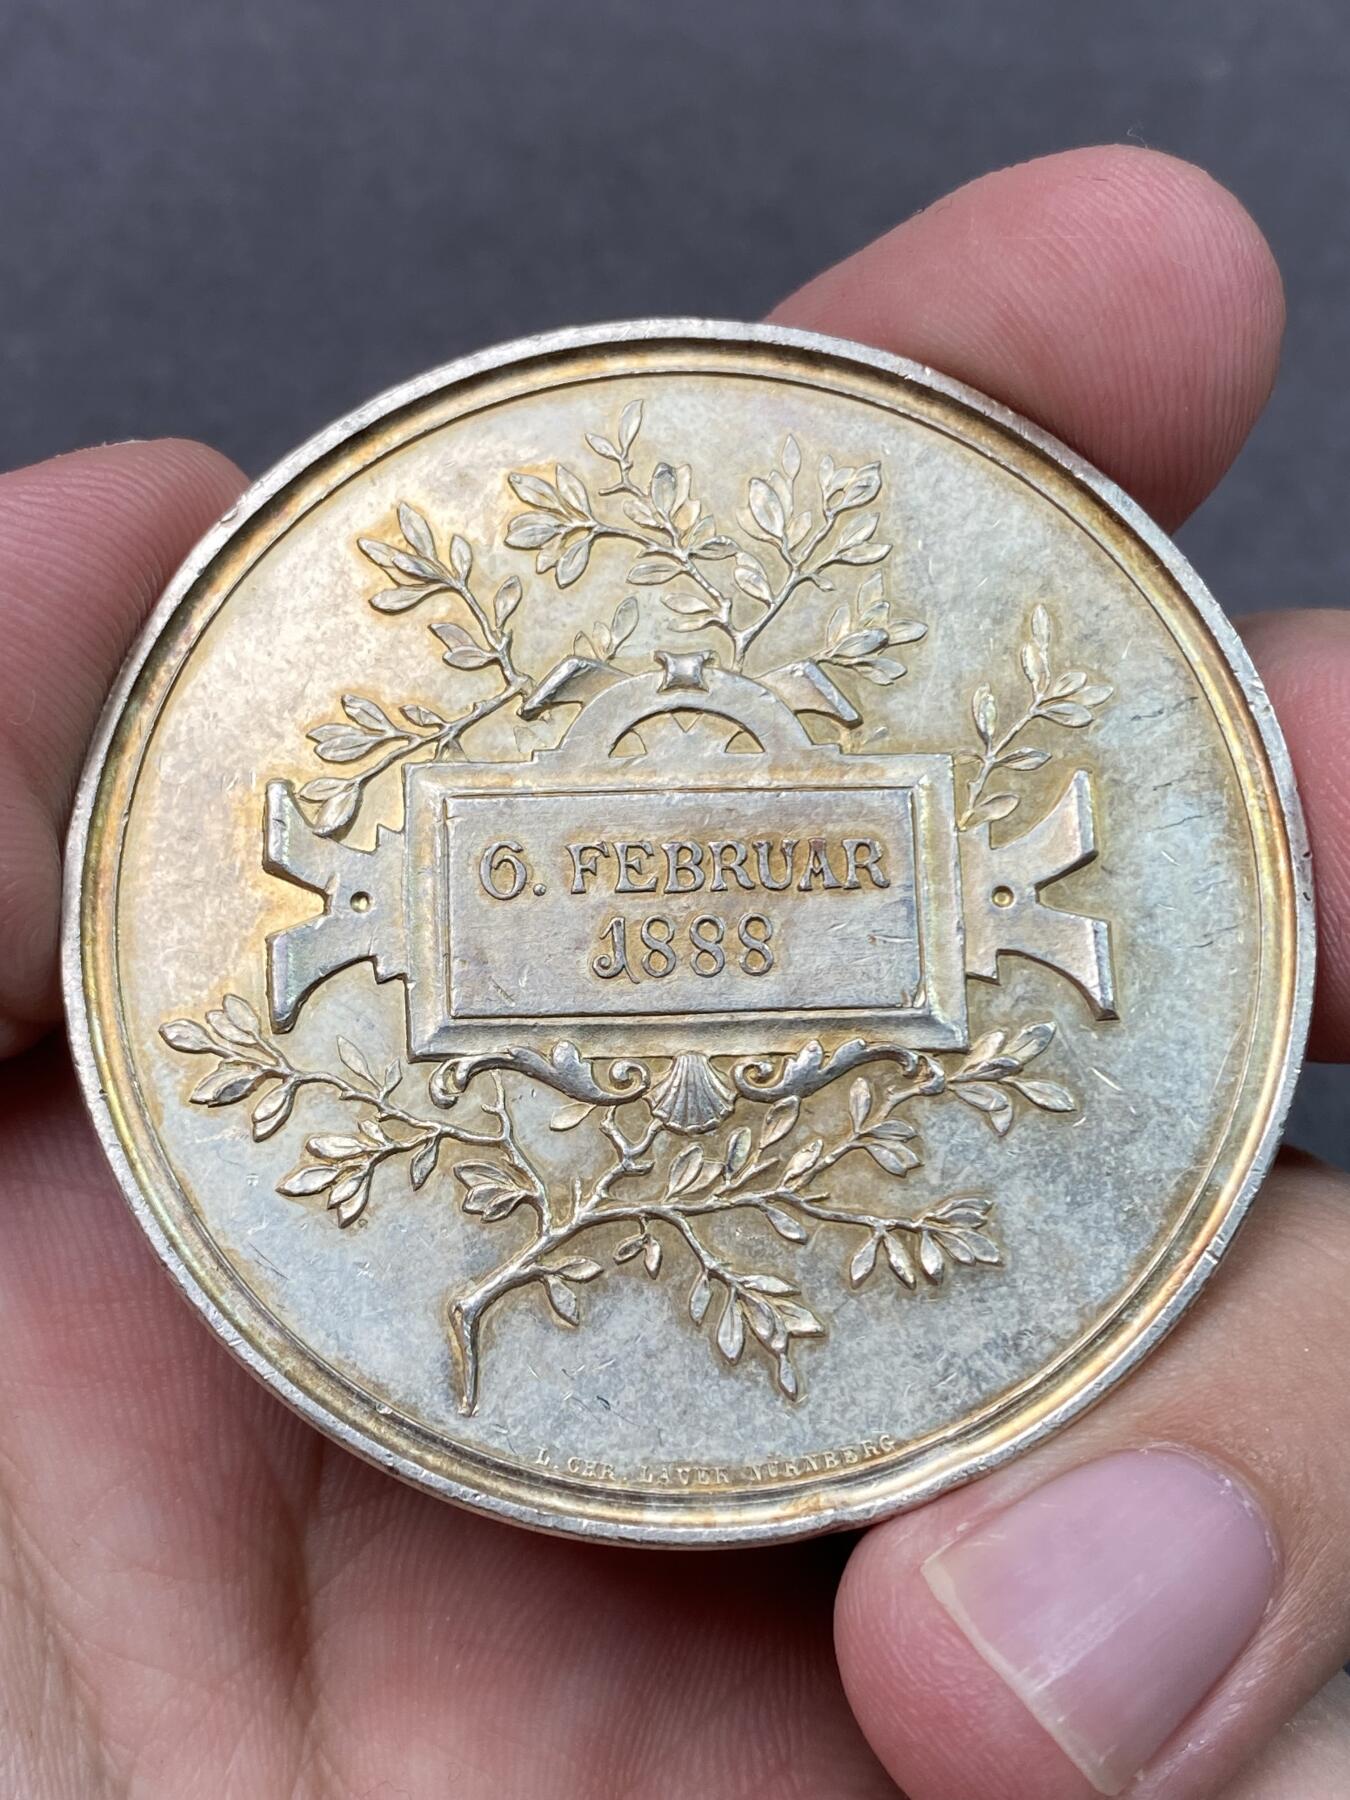 6. FEBRUAR
1888
L. CHR. LAUER NÜRNBERG